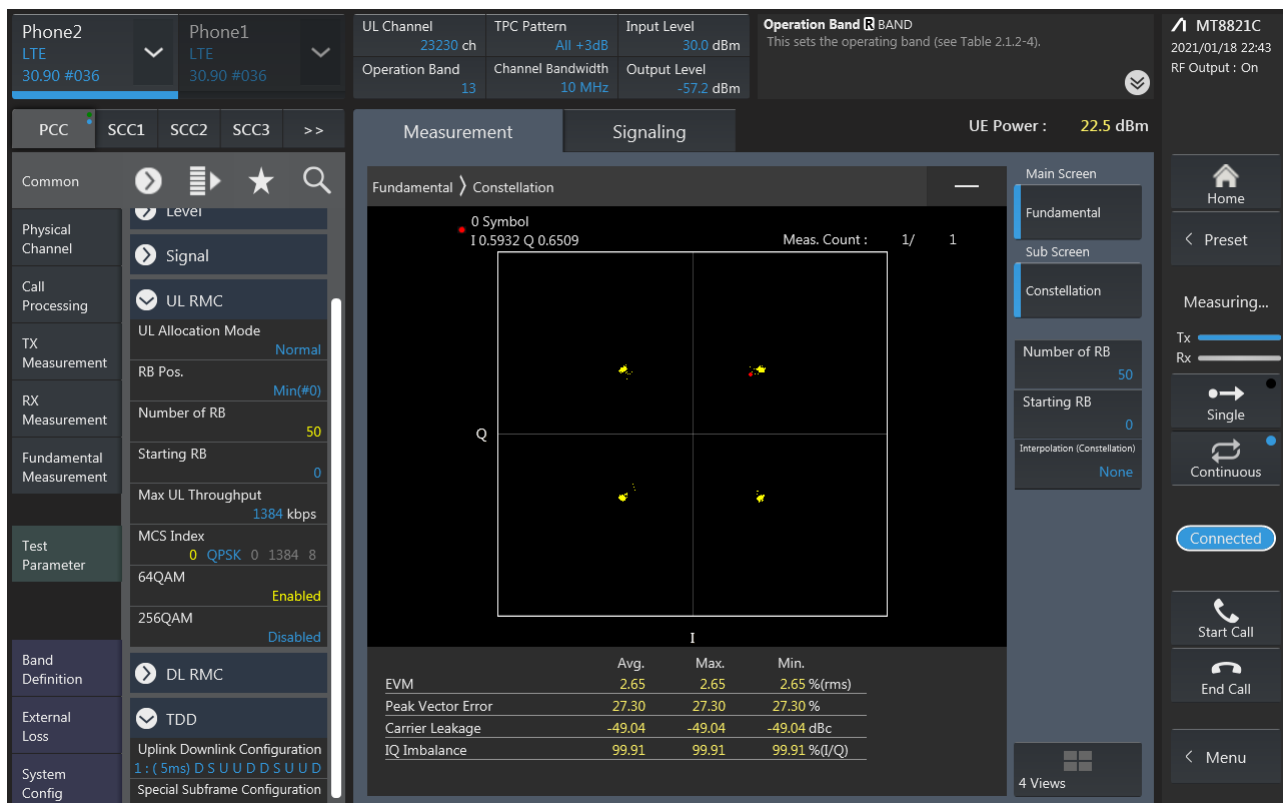 Phone2
LTE
30.90 #036
Phone1
LTE
30.90 #036
UL Channel
23230 ch
TPC Pattern
All +3dB
Input Level
30.0 dBm
Operation Band
13
Channel Bandwidth
10 MHz
Output Level
-57.2 dBm
Operation Band R BAND
This sets the operating band (see Table 2.1.2-4).
MT8821C
2021/01/18 22:43
RF Output : On
PCC
SCC1
SCC2
SCC3
>>
Measurement
Signaling
UE Power : 22.5 dBm
Common
Physical
Channel
Call
Processing
TX
Measurement
RX
Measurement
Fundamental
Measurement
Test
Parameter
Band
Definition
External
Loss
System
Config
Level
Signal
UL RMC
UL Allocation Mode
Normal
RB Pos.
Min(#0)
Number of RB
50
Starting RB
0
Max UL Throughput
1384 kbps
MCS Index
0 QPSK 0 1384 8
64QAM
Enabled
256QAM
Disabled
DL RMC
TDD
Uplink Downlink Configuration
1 : ( 5ms) D S U U D D S U U D
Special Subframe Configuration
Fundamental 〉 Constellation
0 Symbol
I 0.5932 Q 0.6509
Meas. Count : 1/ 1
Q
I
Avg. Max. Min.
EVM 2.65 2.65 2.65 %(rms)
Peak Vector Error 27.30 27.30 27.30 %
Carrier Leakage -49.04 -49.04 -49.04 dBc
IQ Imbalance 99.91 99.91 99.91 %(I/Q)
Main Screen
Fundamental
Sub Screen
Constellation
Number of RB
50
Starting RB
0
Interpolation (Constellation)
None
4 Views
Home
< Preset
Measuring...
Tx
Rx
Single
Continuous
Connected
Start Call
End Call
< Menu